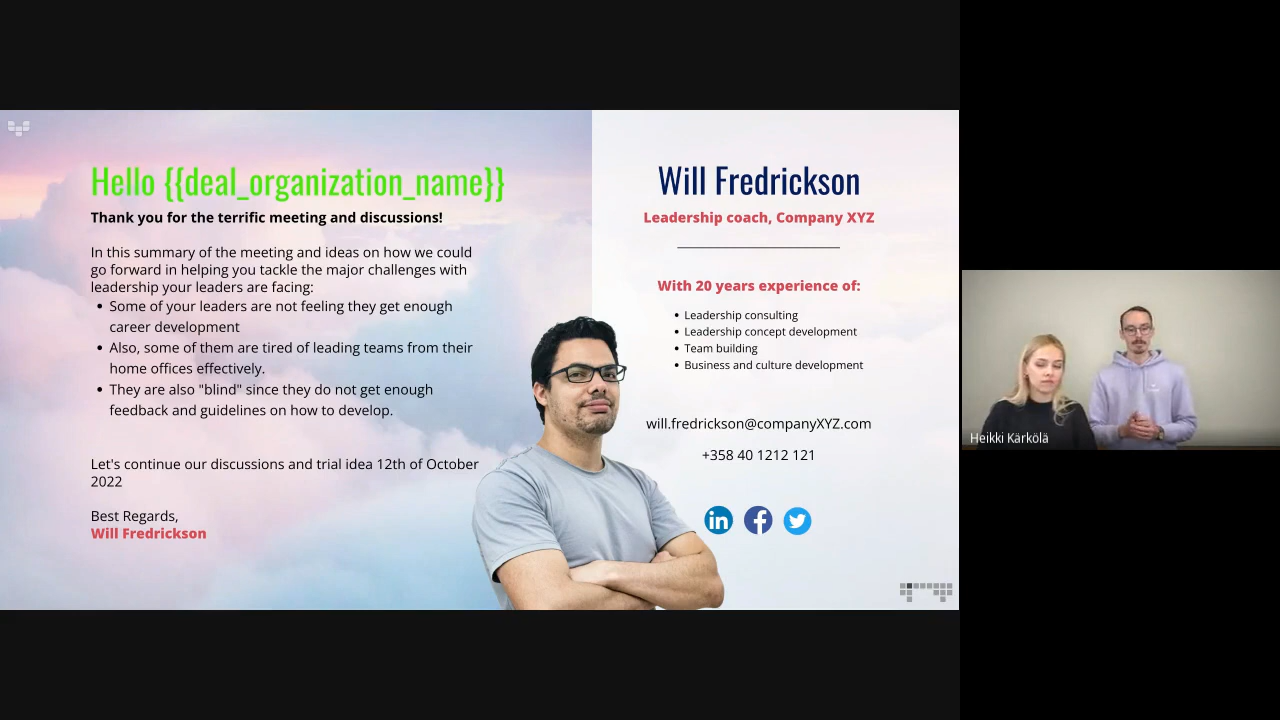 Hello {{deal_organization_name}}
Thank you for the terrific meeting and discussions!
In this summary of the meeting and ideas on how we could
go forward in helping you tackle the major challenges with
leadership your leaders are facing:
• Some of your leaders are not feeling they get enough
career development
• Also, some of them are tired of leading teams from their
home offices effectively.
• They are also "blind" since they do not get enough
feedback and guidelines on how to develop.
Let's continue our discussions and trial idea 12th of October
2022
Best Regards,
Will Fredrickson
Will Fredrickson
Leadership coach, Company XYZ
With 20 years experience of:
• Leadership consulting
• Leadership concept development
• Team building
• Business and culture development
will.fredrickson@companyXYZ.com
+358 40 1212 121
in
f
Heikki Kärkölä